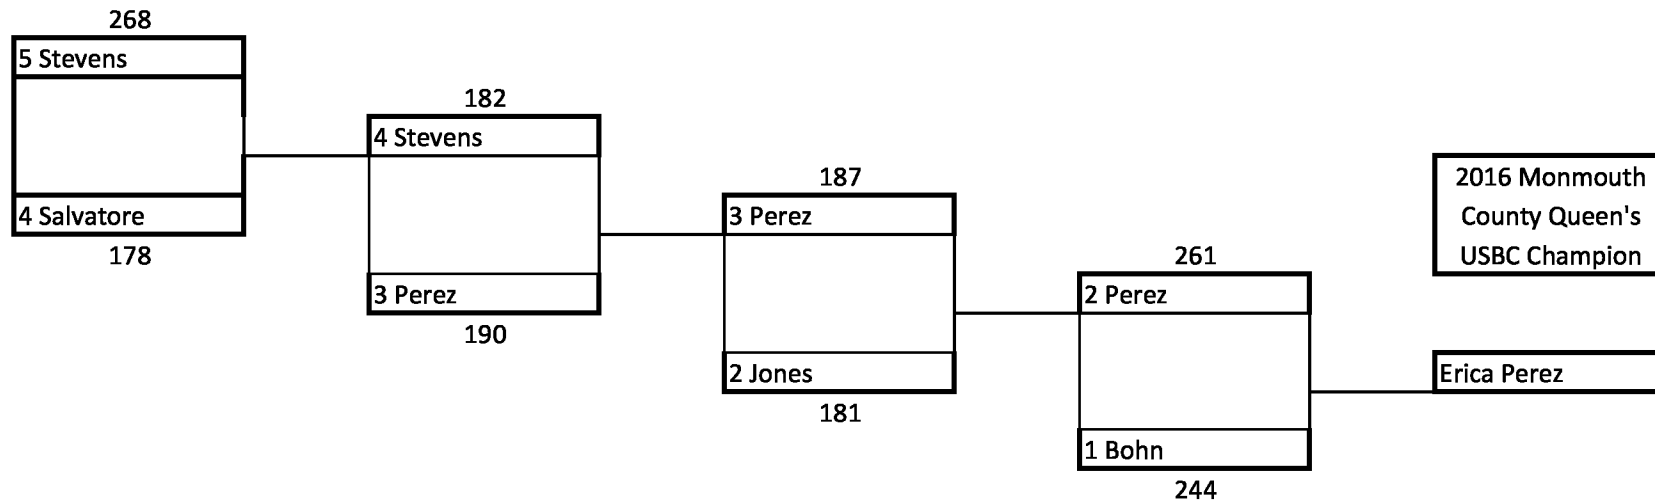 268
5 Stevens
4 Salvatore
178
182
4 Stevens
3 Perez
190
187
3 Perez
2 Jones
181
261
2 Perez
1 Bohn
244
2016 Monmouth
County Queen's
USBC Champion
Erica Perez